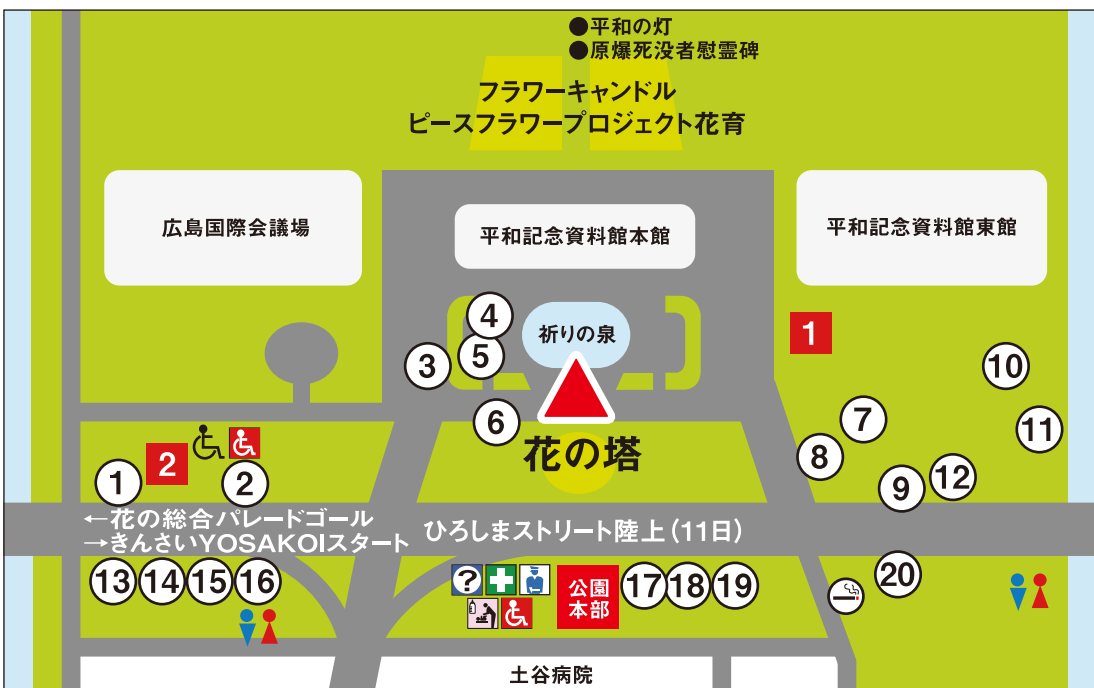 ●平和の灯
●原爆死没者慰霊碑
フラワーキャンドル
ピースフラワープロジェクト花育
広島国際会議場
平和記念資料館本館
平和記念資料館東館
祈りの泉
1
4
5
3
10
6
7
11
花の塔
8
2
1
2
9
12
←花の総合パレードゴール
→きんさいYOSAKOIスタート
ひろしまストリート陸上(11日)
13
14
15
16
?
公園
本部
17
18
19
20
土谷病院